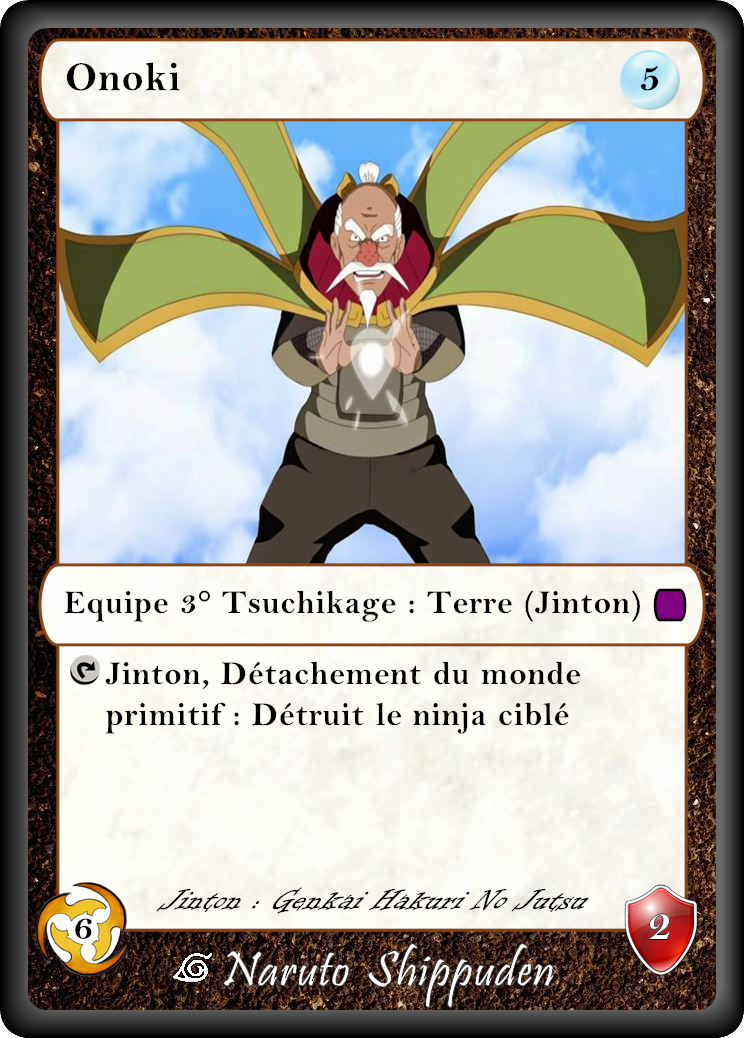 Onoki
5
Equipe 3° Tsuchikage : Terre (Jinton)
Jinton, Détachement du monde
primitif : Détruit le ninja ciblé
Jinton : Genkai Hakuri No Jutsu
6
2
Naruto Shippuden